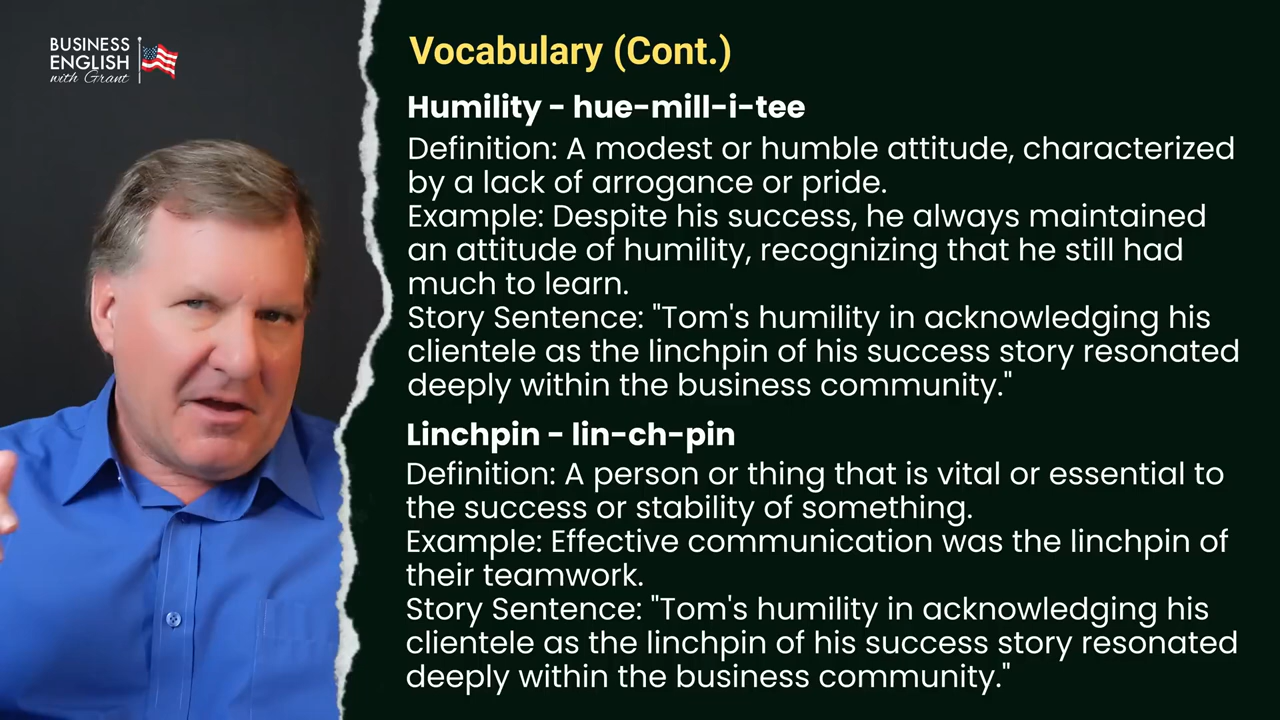 BUSINESS
ENGLISH
with Grant
Vocabulary (Cont.)
Humility - hue-mill-i-tee
Definition: A modest or humble attitude, characterized
by a lack of arrogance or pride.
Example: Despite his success, he always maintained
an attitude of humility, recognizing that he still had
much to learn.
Story Sentence: "Tom's humility in acknowledging his
clientele as the linchpin of his success story resonated
deeply within the business community."
Linchpin - lin-ch-pin
Definition: A person or thing that is vital or essential to
the success or stability of something.
Example: Effective communication was the linchpin of
their teamwork.
Story Sentence: "Tom's humility in acknowledging his
clientele as the linchpin of his success story resonated
deeply within the business community."